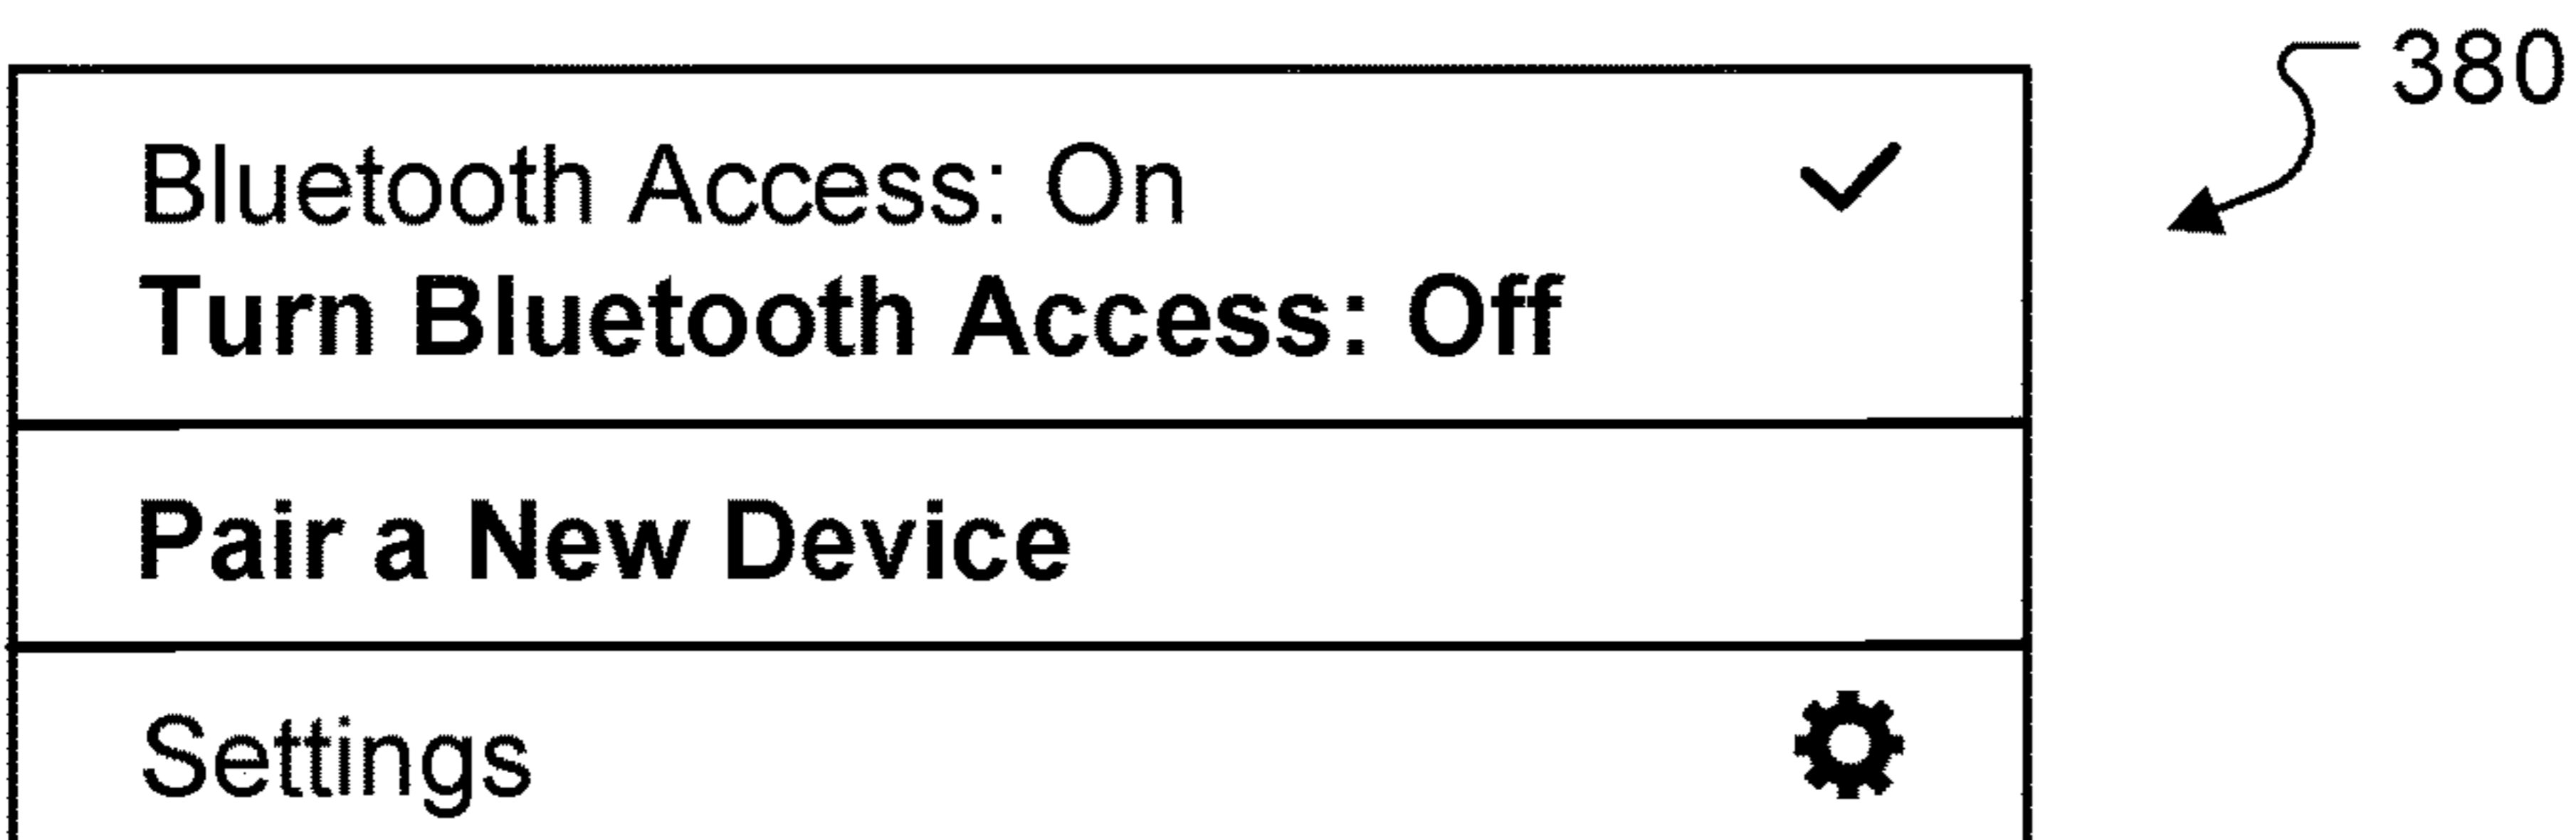 380
Bluetooth Access: On
Turn Bluetooth Access: Off
Pair a New Device
Settings